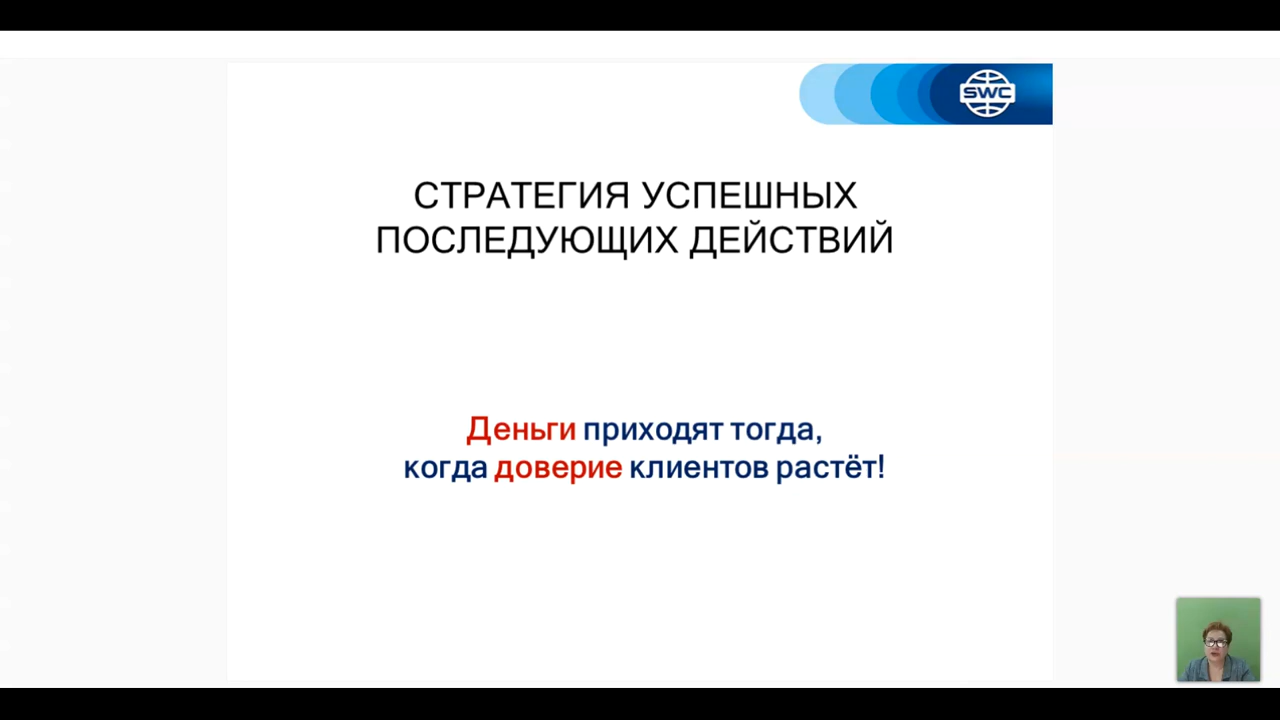 SWC
СТРАТЕГИЯ УСПЕШНЫХ
ПОСЛЕДУЮЩИХ ДЕЙСТВИЙ
Деньги приходят тогда,
когда доверие клиентов растёт!